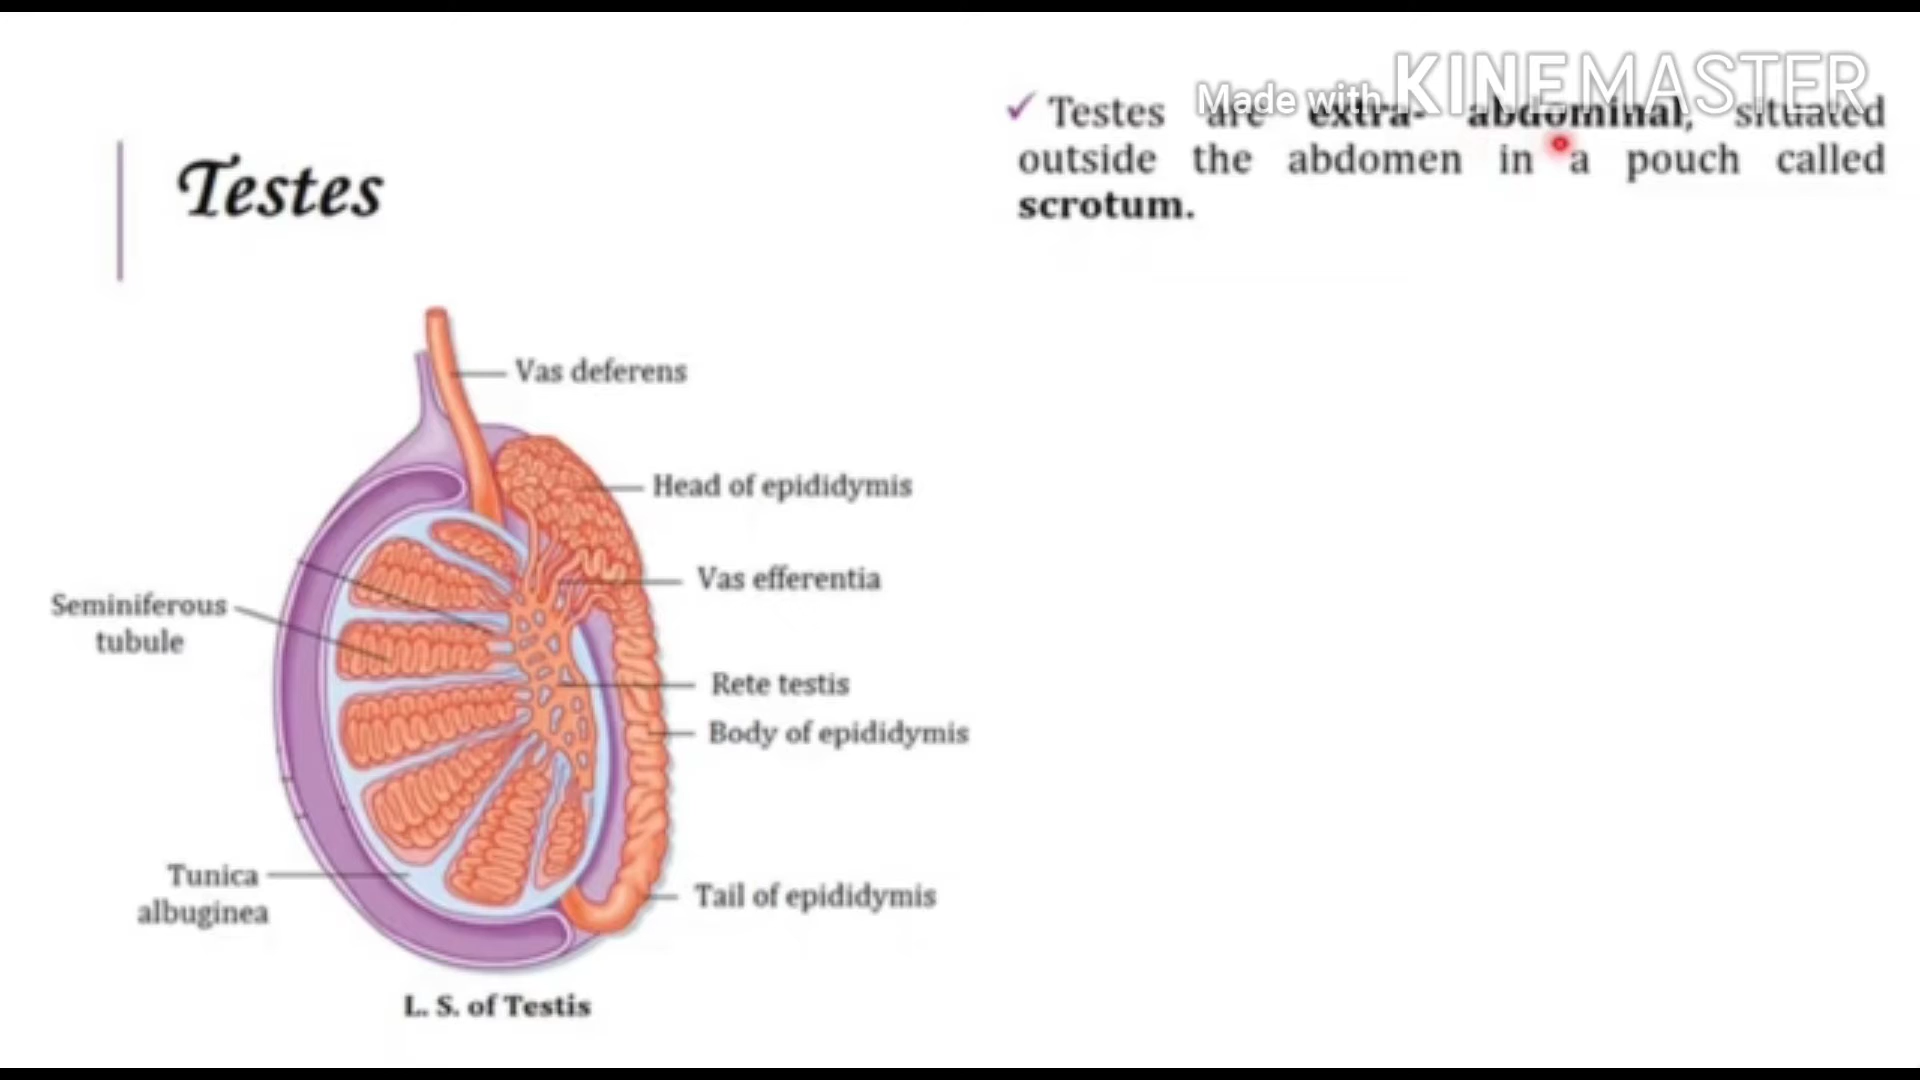 Made with KINEMASTER
✓ Testes are extra- abdominal, situated
outside the abdomen in a pouch called
scrotum.
Testes
Vas deferens
Head of epididymis
Vas efferentia
Seminiferous
tubule
Rete testis
Body of epididymis
Tunica
albuginea
Tail of epididymis
L. S. of Testis